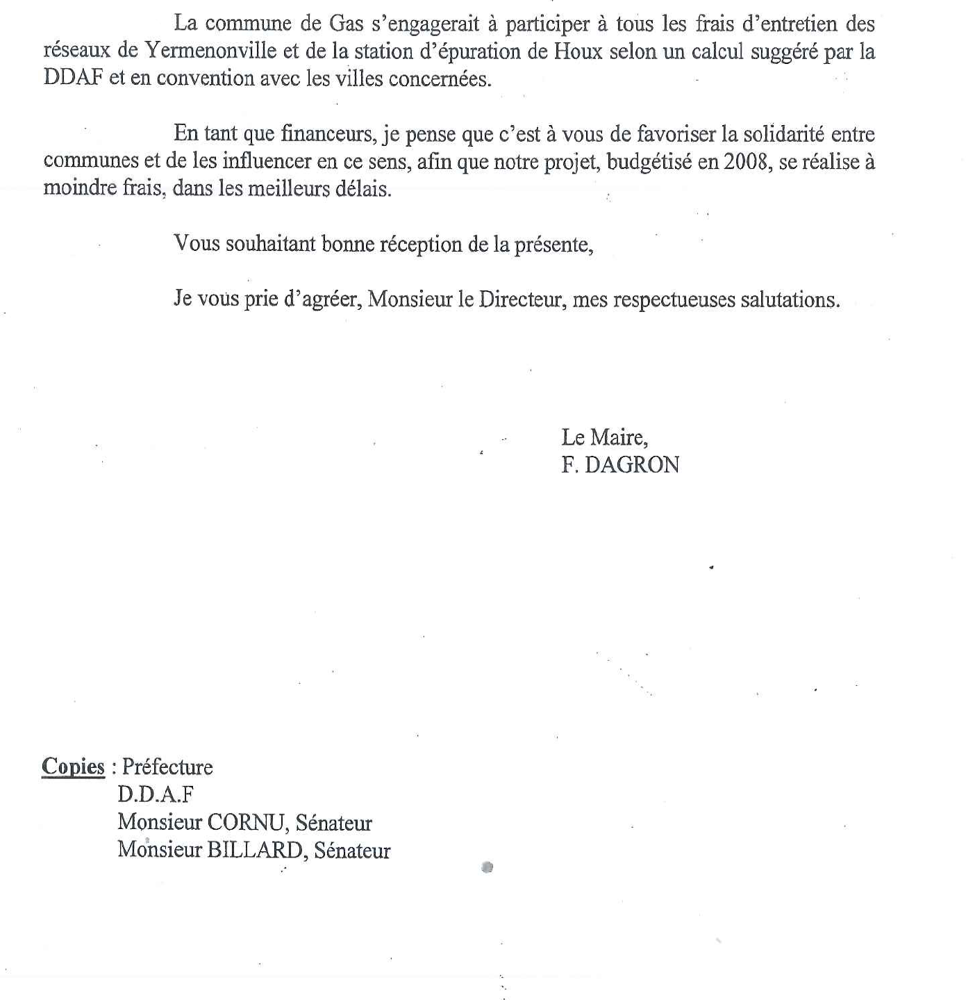 La commune de Gas s’engagerait à participer à tous les frais d’entretien des
réseaux de Yermenonville et de la station d’épuration de Houx selon un calcul suggéré par la
DDAF et en convention avec les villes concernées.
En tant que financeurs, je pense que c’est à vous de favoriser la solidarité entre
communes et de les influencer en ce sens, afin que notre projet, budgétisé en 2008, se réalise à
moindre frais, dans les meilleurs délais.
Vous souhaitant bonne réception de la présente,
Je vous prie d’agréer, Monsieur le Directeur, mes respectueuses salutations.
Le Maire,
F. DAGRON
Copies : Préfecture
D.D.A.F
Monsieur CORNU, Sénateur
Monsieur BILLARD, Sénateur